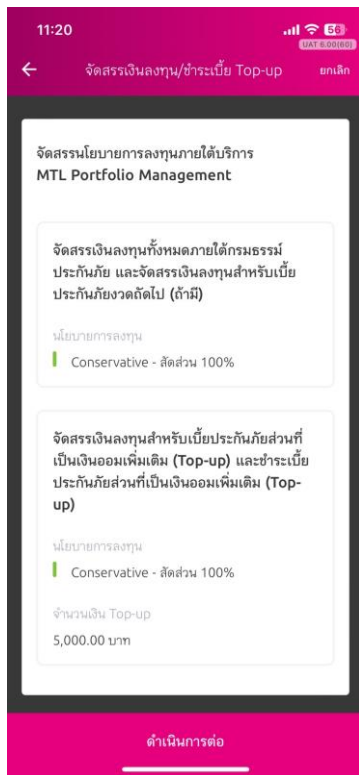 11:20
56
UAT 6.00(60)
จัดสรรเงินลงทุน/ชำระเบี้ย Top-up
ยกเลิก
จัดสรรนโยบายการลงทุนภายใต้บริการ
MTL Portfolio Management
จัดสรรเงินลงทุนทั้งหมดภายใต้กรมธรรม์
ประกันภัย และจัดสรรเงินลงทุนสำหรับเบี้ย
ประกันภัยงวดถัดไป (ถ้ามี)
นโยบายการลงทุน
Conservative - สัดส่วน 100%
จัดสรรเงินลงทุนสำหรับเบี้ยประกันภัยส่วนที่
เป็นเงินออมเพิ่มเติม (Top-up) และชำระเบี้ย
ประกันภัยส่วนที่เป็นเงินออมเพิ่มเติม (Top-
up)
นโยบายการลงทุน
Conservative - สัดส่วน 100%
จำนวนเงิน Top-up
5,000.00 บาท
ดำเนินการต่อ